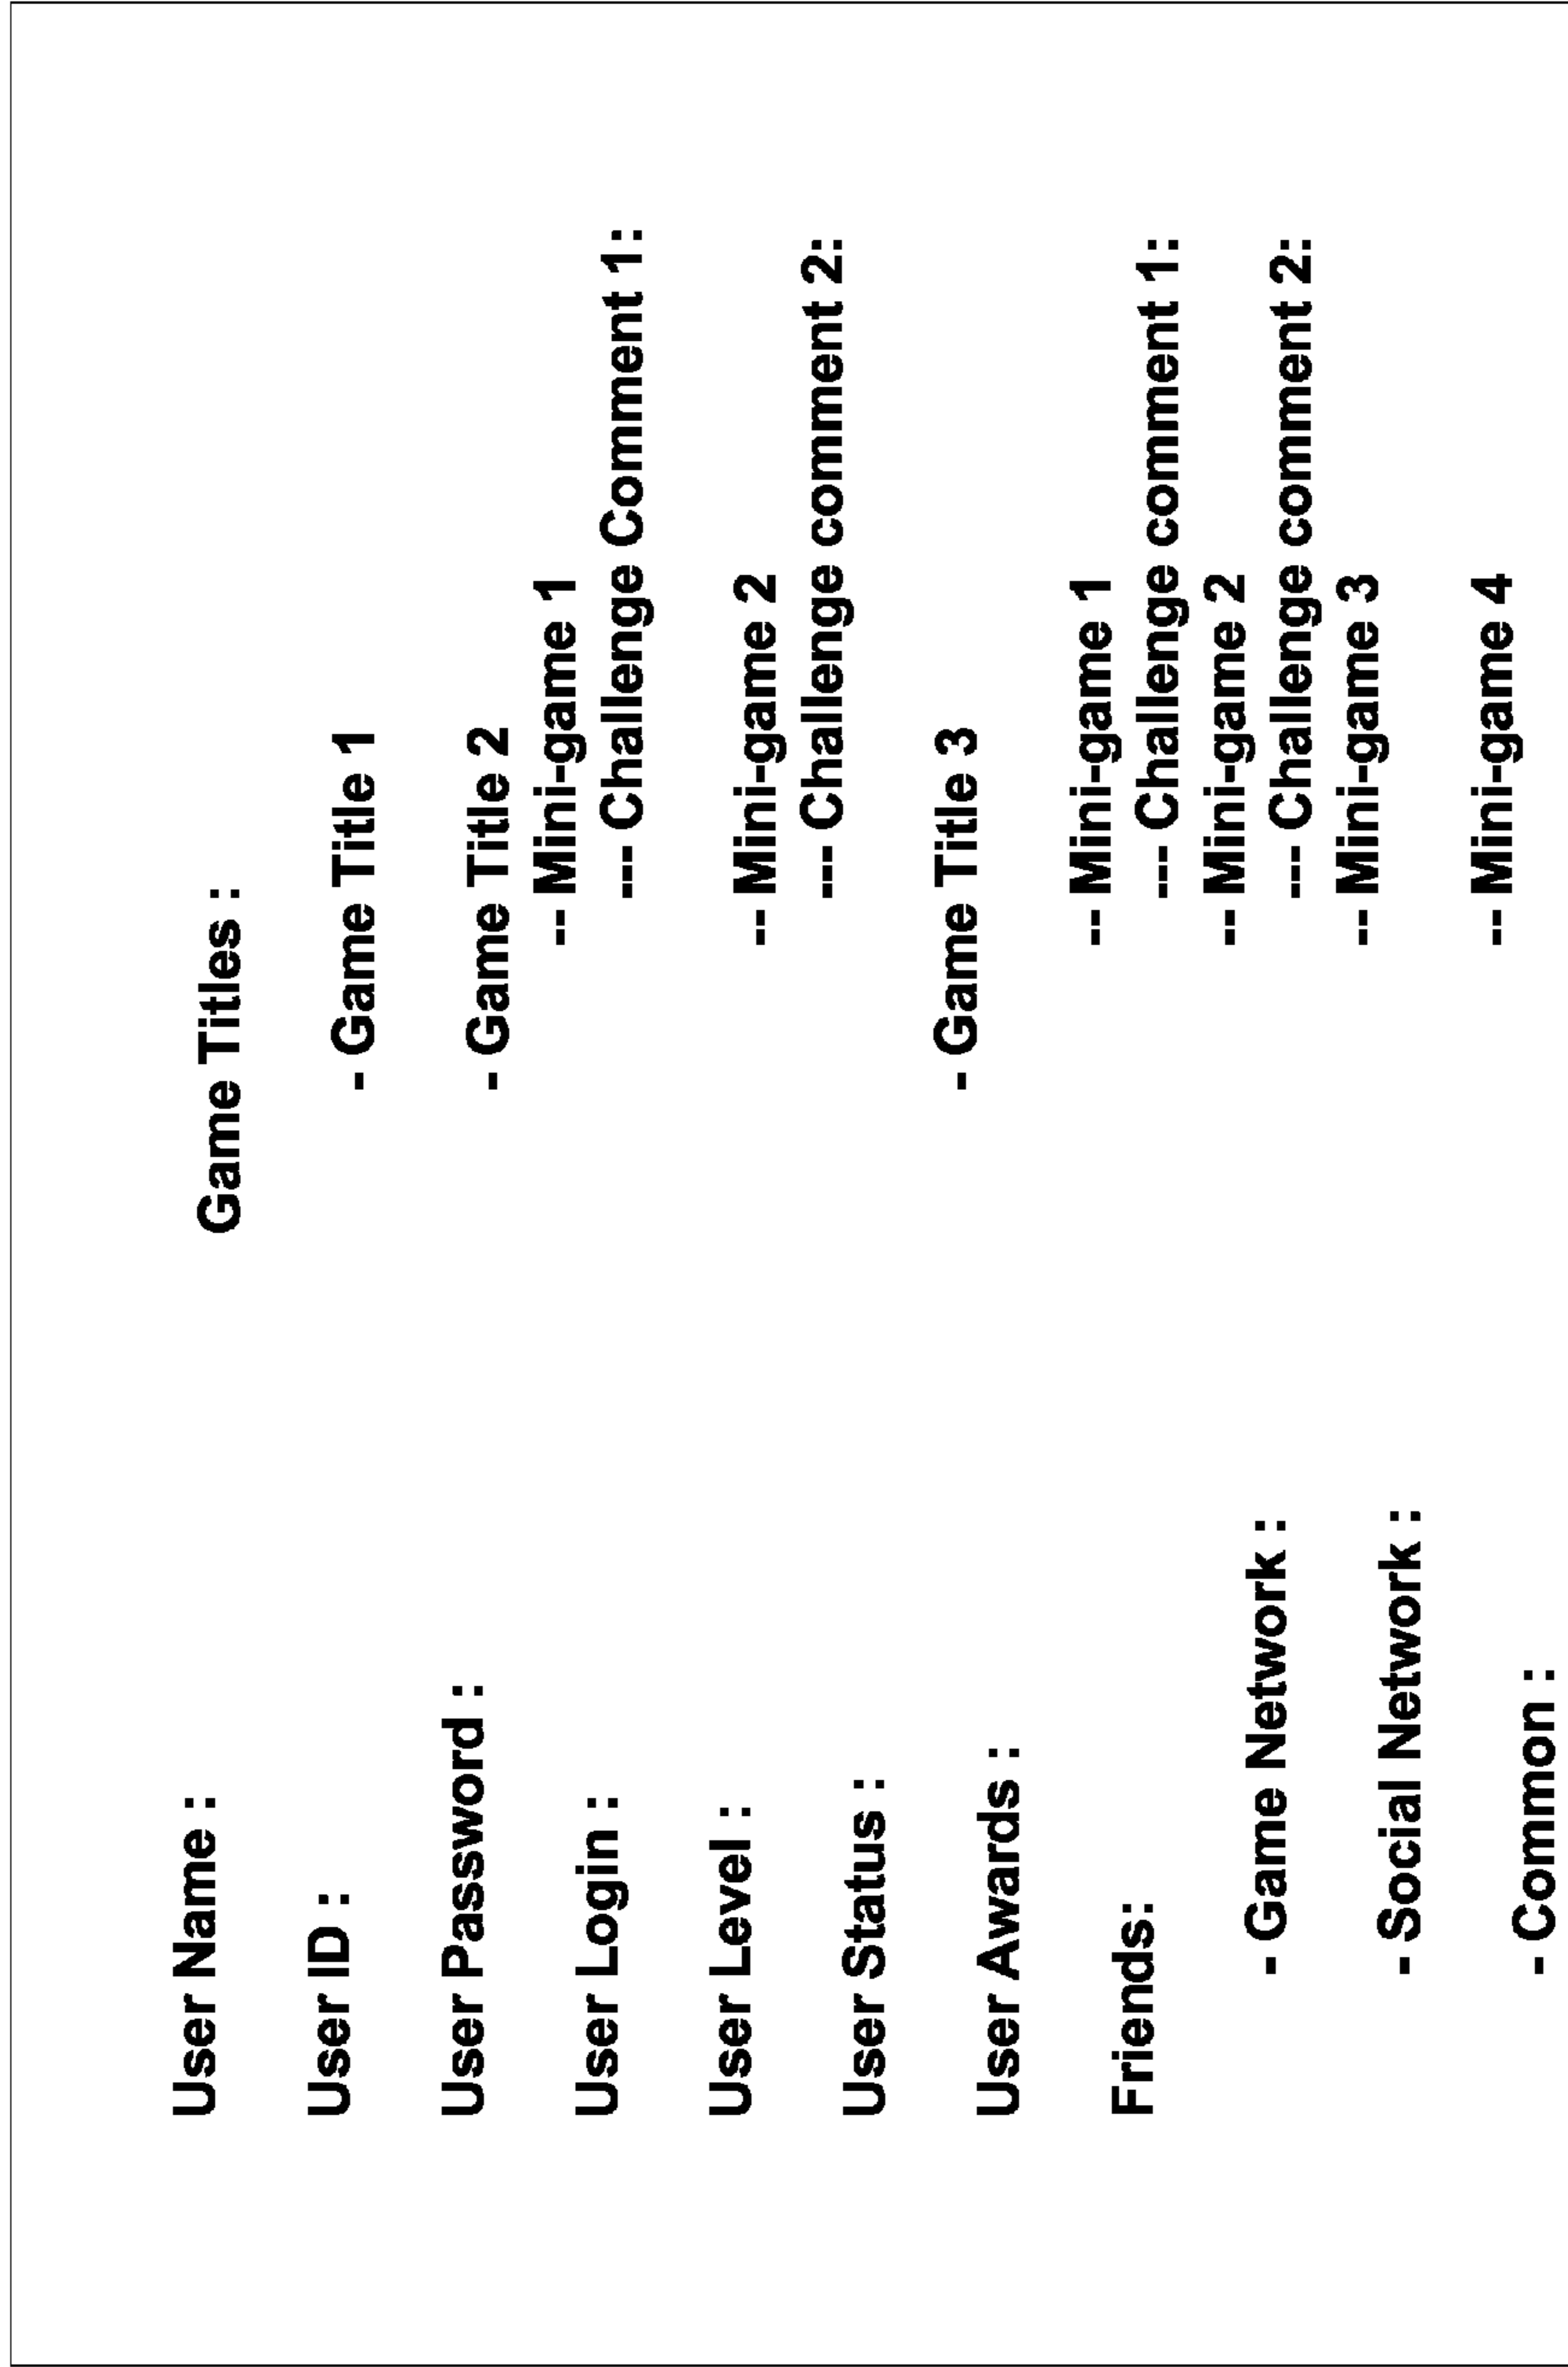 User Name :
User ID :
User Password :
User Login :
User Level :
User Status :
User Awards :
Friends:
- Game Network :
- Social Network :
- Common :
Game Titles :
- Game Title 1
- Game Title 2
-- Mini-game 1
--- Challenge Comment 1:
-- Mini-game 2
--- Challenge comment 2:
- Game Title 3
-- Mini-game 1
--- Challenge comment 1:
-- Mini-game 2
--- Challenge comment 2:
-- Mini-game 3
-- Mini-game 4